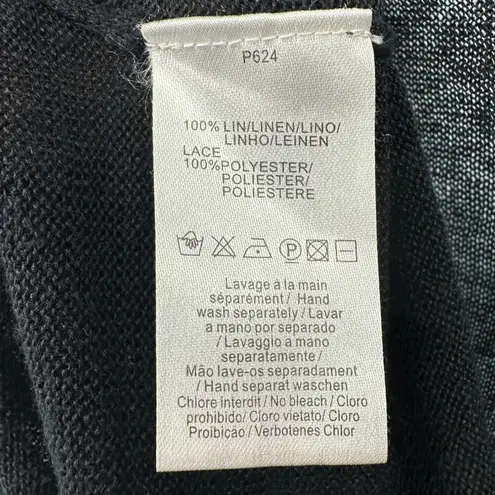 P624
100% LIN/LINEN/LINO/
LINHO/LEINEN
LACE
100%POLYESTER/
POLIESTER/
POLIESTERE
P
Lavage à la main
séparément / Hand
wash separately / Lavar
a mano por separado
/ Lavaggio a mano
separatamente /
Mão lave-os separadament
/ Hand separat waschen
Chlore interdit / No bleach / Cloro
prohibido/ Cloro vietato/ Cloro
Proibição / Verbotenes Chlor